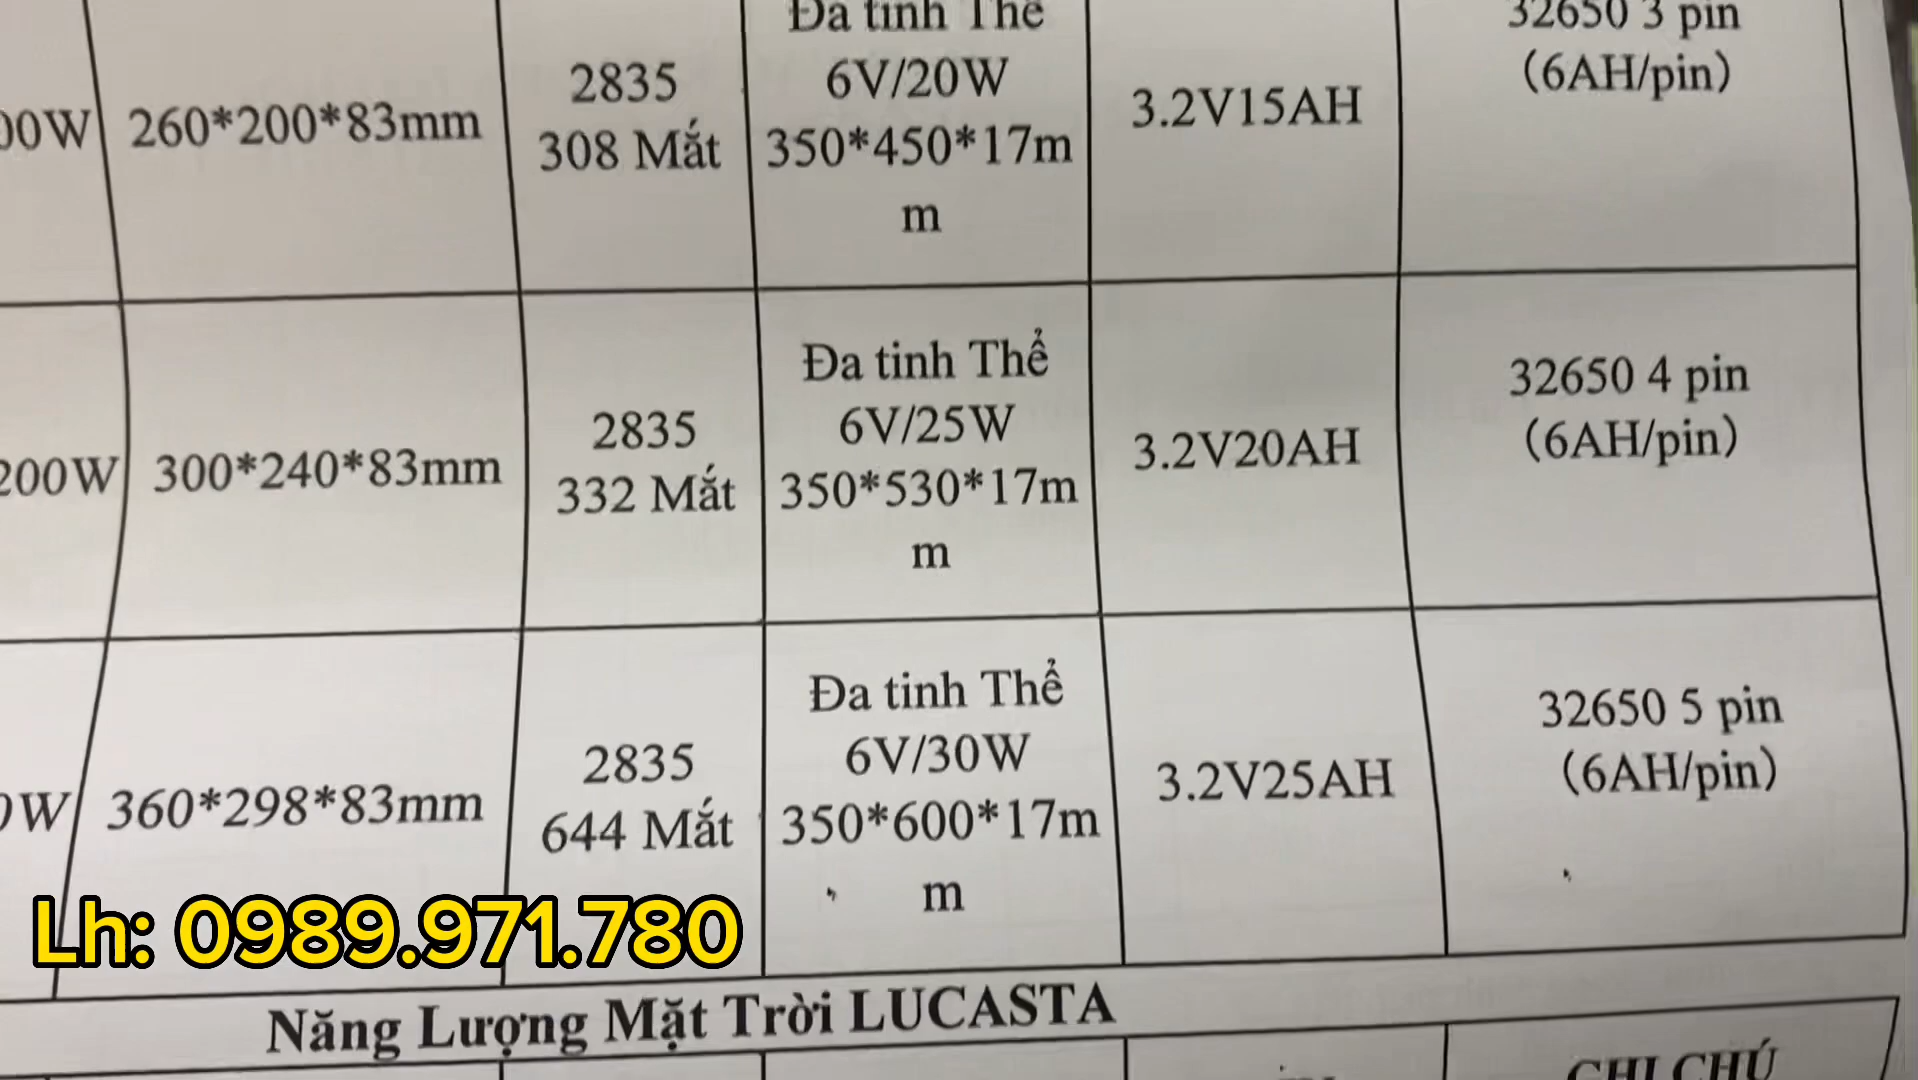 00W 260*200*83mm 2835 308 Mắt Đa tinh Thể 6V/20W 350*450*17m m 3.2V15AH 32650 3 pin (6AH/pin)
200W 300*240*83mm 2835 332 Mắt Đa tinh Thể 6V/25W 350*530*17m m 3.2V20AH 32650 4 pin (6AH/pin)
0W 360*298*83mm 2835 644 Mắt Đa tinh Thể 6V/30W 350*600*17m m 3.2V25AH 32650 5 pin (6AH/pin)
Lh: 0989.971.780
Năng Lượng Mặt Trời LUCASTA
GHI CHÚ